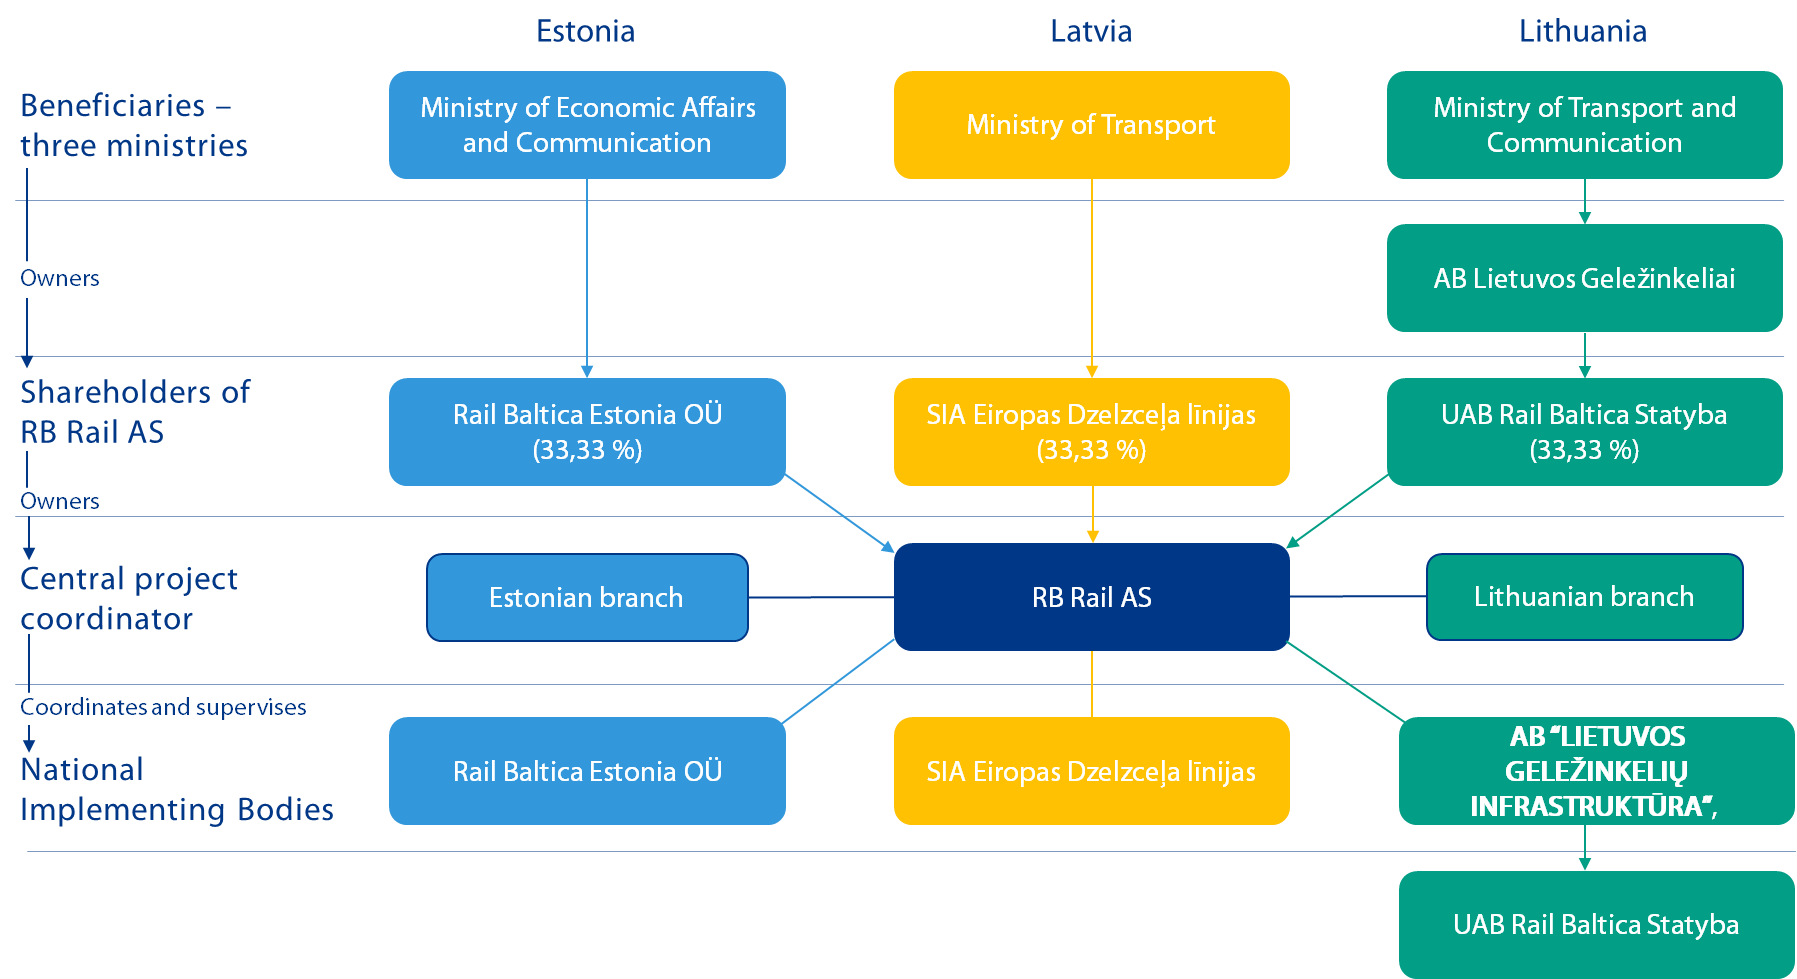 Estonia
Latvia
Lithuania
Beneficiaries –
three ministries
Ministry of Economic Affairs
and Communication
Ministry of Transport
Ministry of Transport and
Communication
Owners
AB Lietuvos Geležinkeliai
Shareholders of
RB Rail AS
Rail Baltica Estonia OÜ
(33,33 %)
SIA Eiropas Dzelzceļa līnijas
(33,33 %)
UAB Rail Baltica Statyba
(33,33 %)
Owners
Central project
coordinator
Estonian branch
RB Rail AS
Lithuanian branch
Coordinates and supervises
National
Implementing Bodies
Rail Baltica Estonia OÜ
SIA Eiropas Dzelzceļa līnijas
AB “LIETUVOS
GELEŽINKELIŲ
INFRASTRUKTŪRA”,
UAB Rail Baltica Statyba